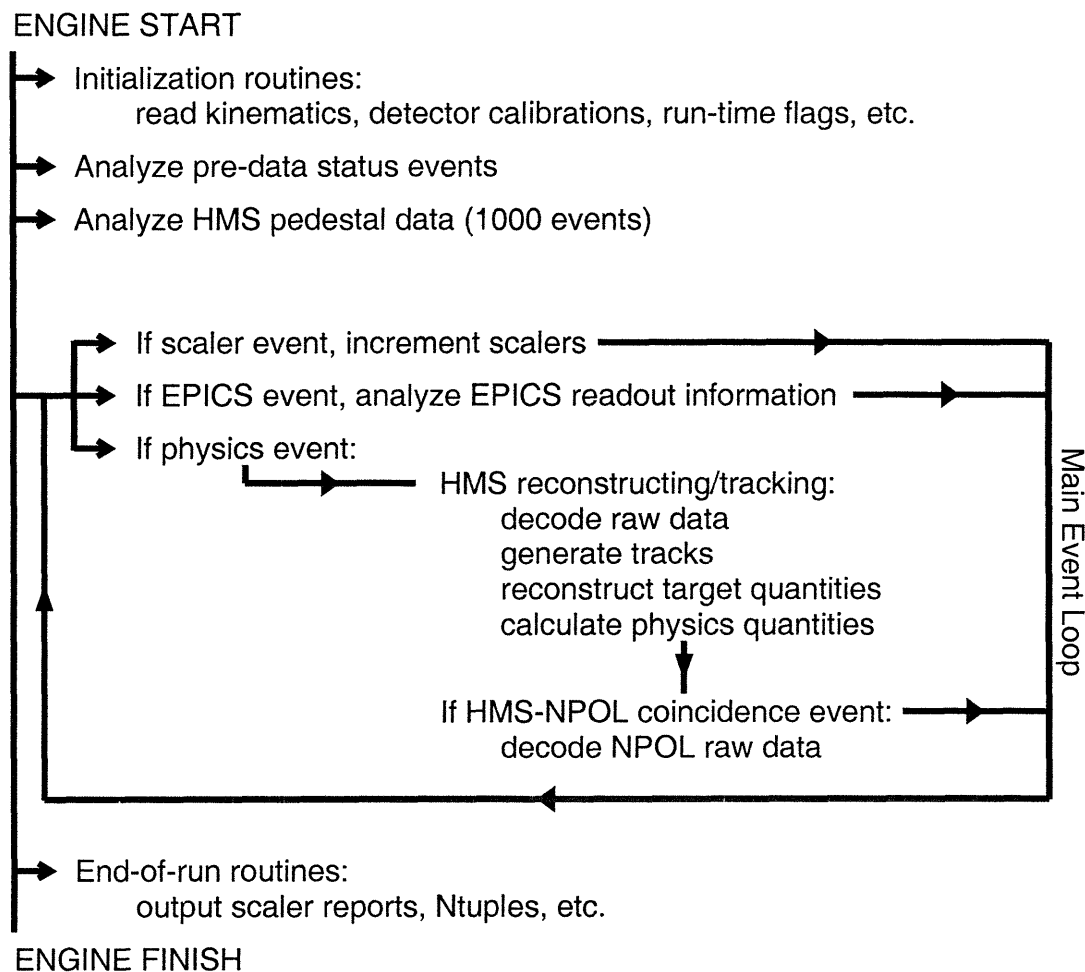 ENGINE START
Initialization routines:
read kinematics, detector calibrations, run-time flags, etc.
Analyze pre-data status events
Analyze HMS pedestal data (1000 events)
If scaler event, increment scalers
If EPICS event, analyze EPICS readout information
If physics event:
HMS reconstructing/tracking:
decode raw data
generate tracks
reconstruct target quantities
calculate physics quantities
If HMS-NPOL coincidence event:
decode NPOL raw data
Main Event Loop
End-of-run routines:
output scaler reports, Ntuples, etc.
ENGINE FINISH